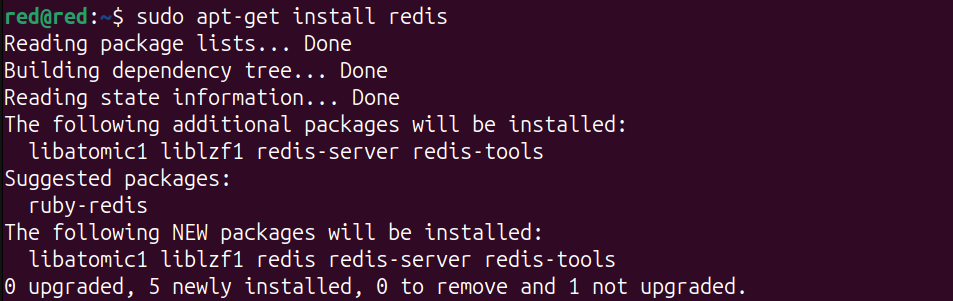 red@red:~$ sudo apt-get install redis
Reading package lists... Done
Building dependency tree... Done
Reading state information... Done
The following additional packages will be installed:
  libatomic1 liblzf1 redis-server redis-tools
Suggested packages:
  ruby-redis
The following NEW packages will be installed:
  libatomic1 liblzf1 redis redis-server redis-tools
0 upgraded, 5 newly installed, 0 to remove and 1 not upgraded.